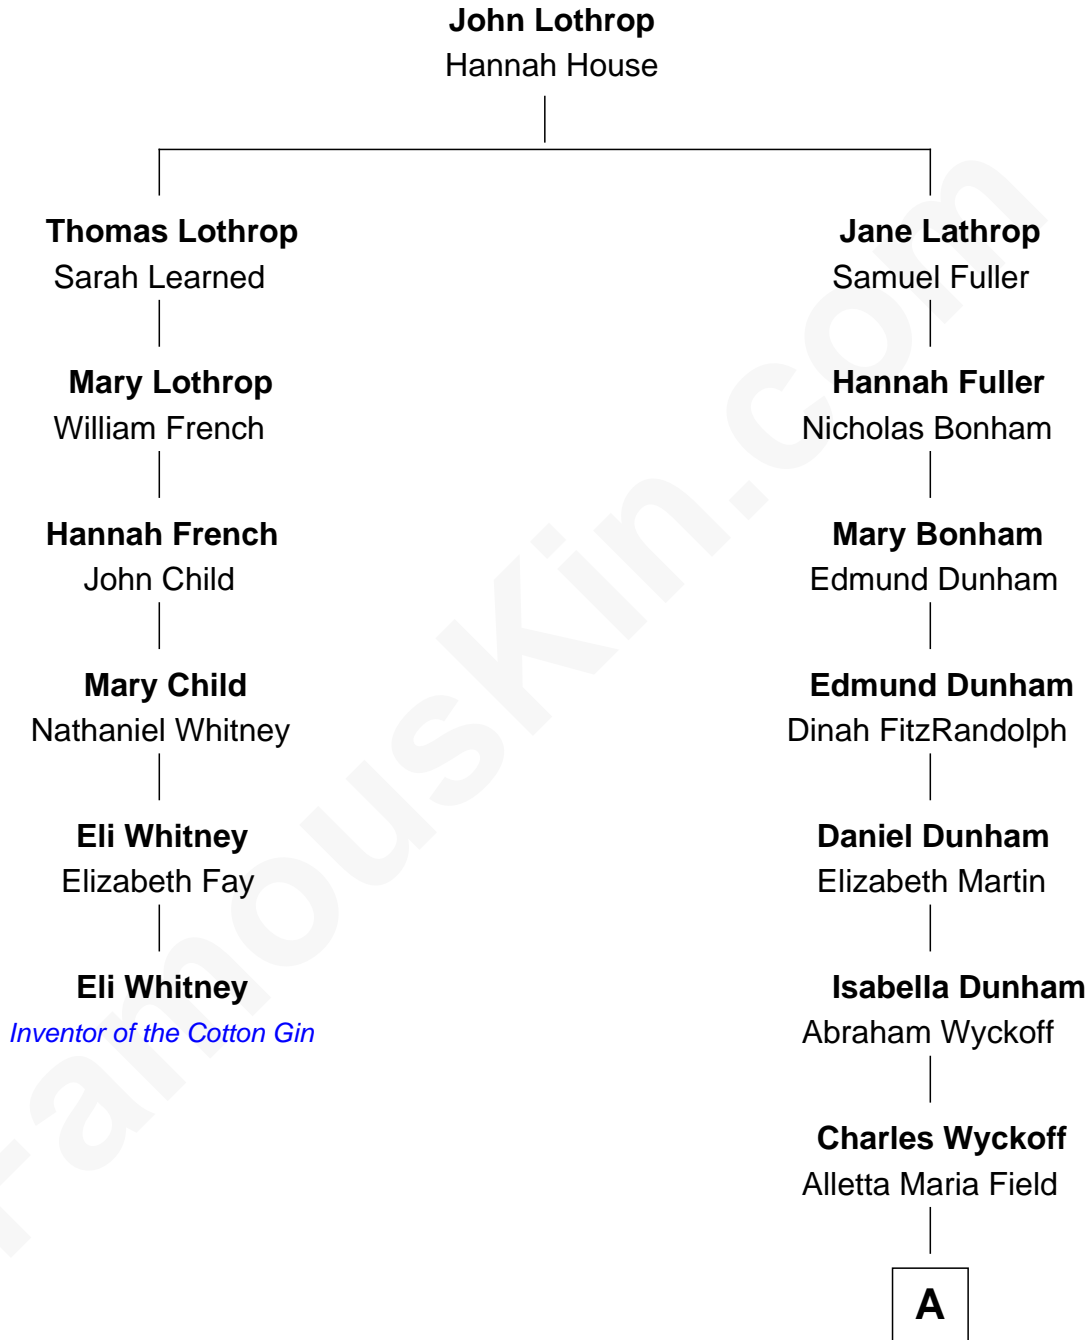 John Lothrop
Hannah House
Thomas Lothrop
Sarah Learned
Mary Lothrop
William French
Hannah French
John Child
Mary Child
Nathaniel Whitney
Eli Whitney
Elizabeth Fay
Eli Whitney
Inventor of the Cotton Gin
Jane Lathrop
Samuel Fuller
Hannah Fuller
Nicholas Bonham
Mary Bonham
Edmund Dunham
Edmund Dunham
Dinah FitzRandolph
Daniel Dunham
Elizabeth Martin
Isabella Dunham
Abraham Wyckoff
Charles Wyckoff
Alletta Maria Field
A
FamousKin.com